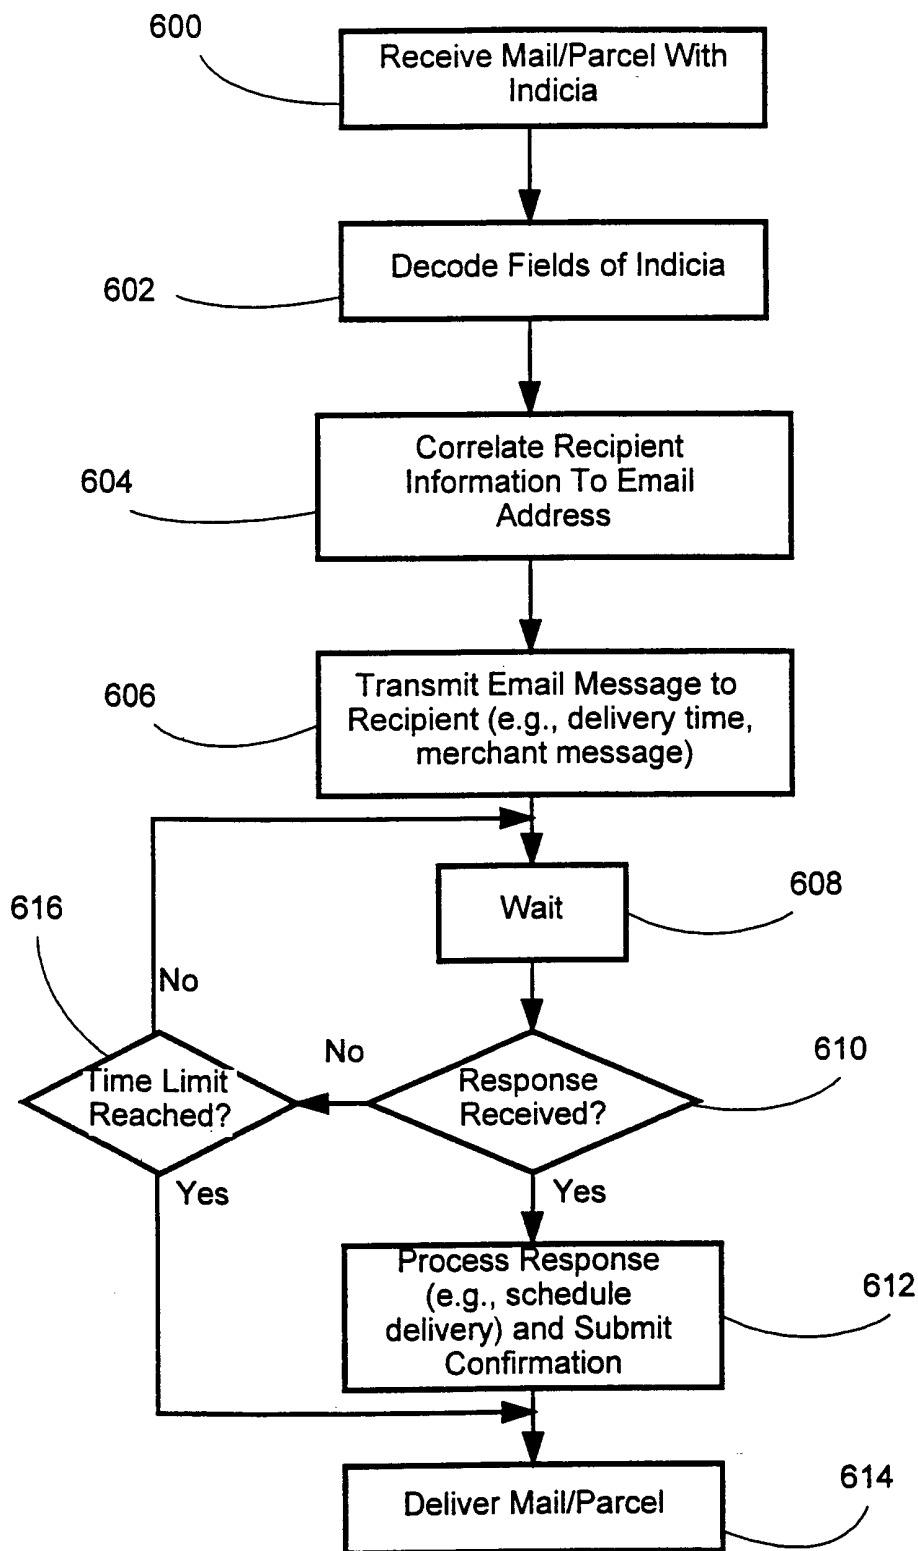 600
Receive Mail/Parcel With
Indicia
602
Decode Fields of Indicia
604
Correlate Recipient
Information To Email
Address
606
Transmit Email Message to
Recipient (e.g., delivery time,
merchant message)
608
Wait
616
No
Time Limit
Reached?
No
Response
Received?
610
Yes
Yes
Process Response
(e.g., schedule
delivery) and Submit
Confirmation
612
Deliver Mail/Parcel
614